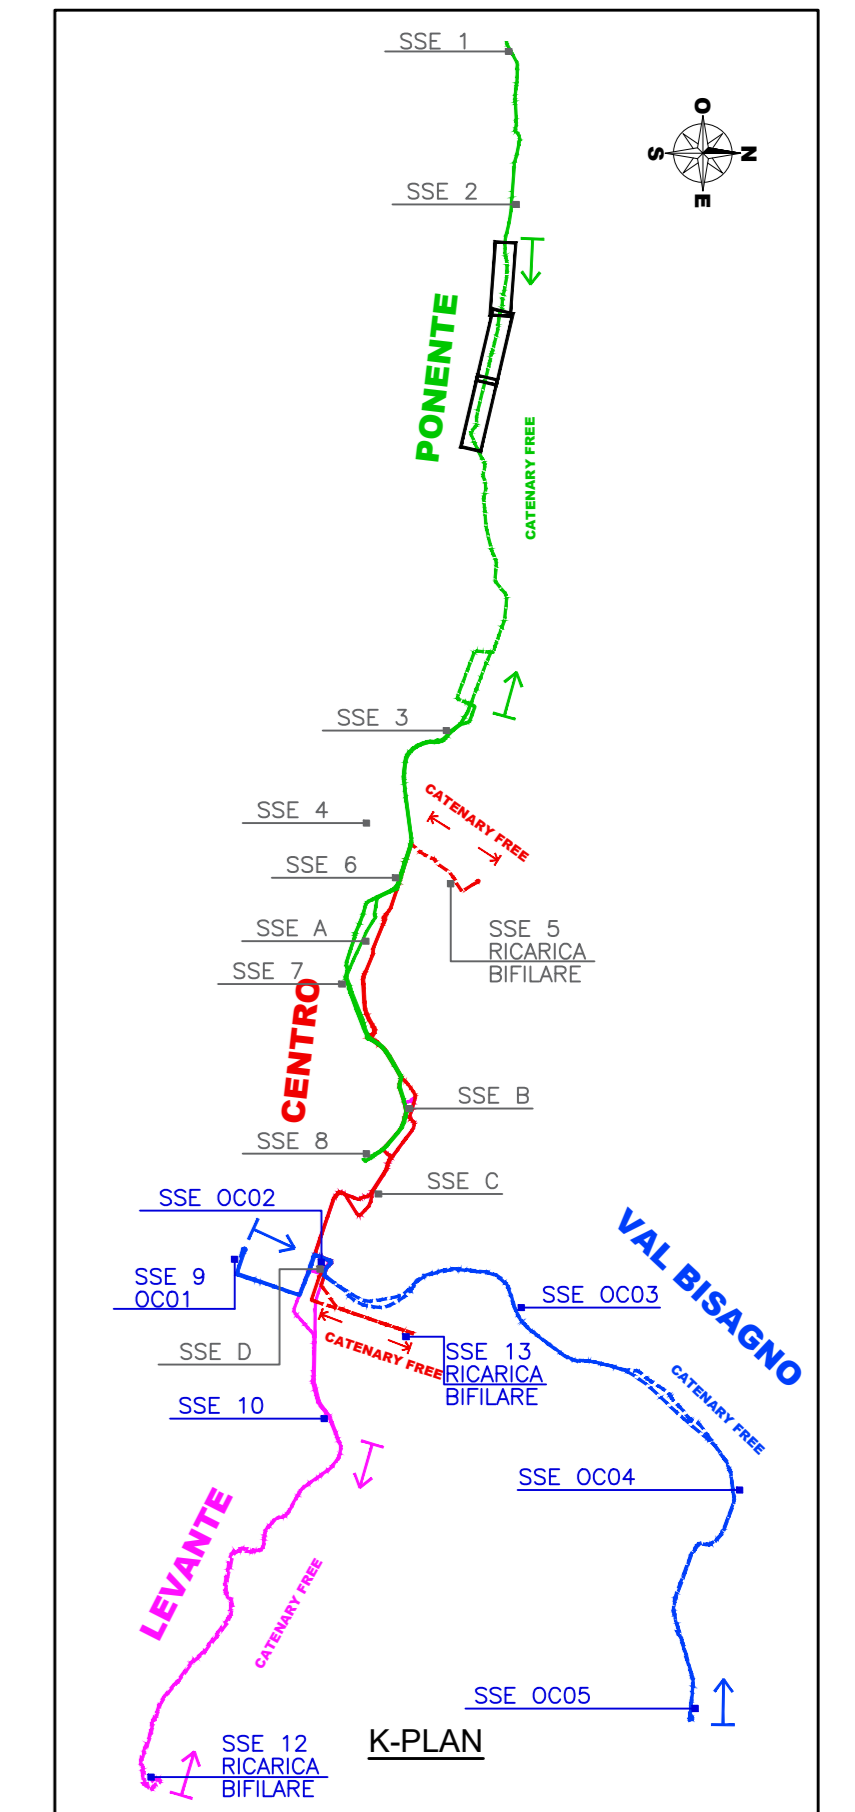 SSE 1
O
S
N
E
SSE 2
PONENTE
CATENARY FREE
SSE 3
SSE 4
CATENARY FREE
SSE 6
SSE A
SSE 5
RICARICA
BIFILARE
SSE 7
CENTRO
SSE B
SSE 8
SSE C
SSE OC02
VAL BISAGNO
SSE 9
OC01
SSE OC03
SSE D
CATENARY FREE
SSE 13
RICARICA
BIFILARE
SSE 10
CATENARY FREE
SSE OC04
LEVANTE
CATENARY FREE
SSE OC05
K-PLAN
SSE 12
RICARICA
BIFILARE